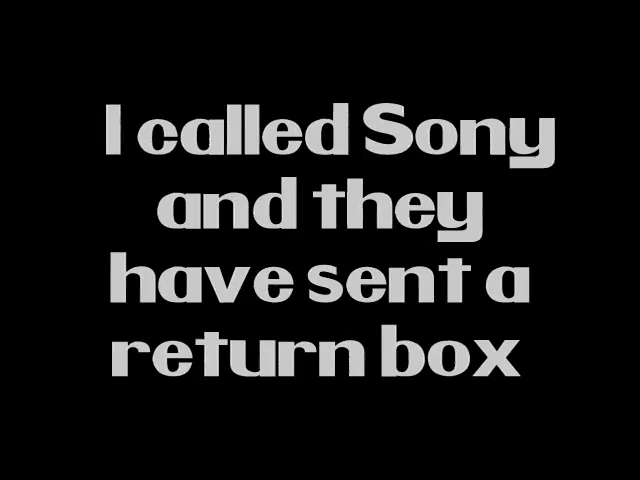 I called Sony
and they
have sent a
return box